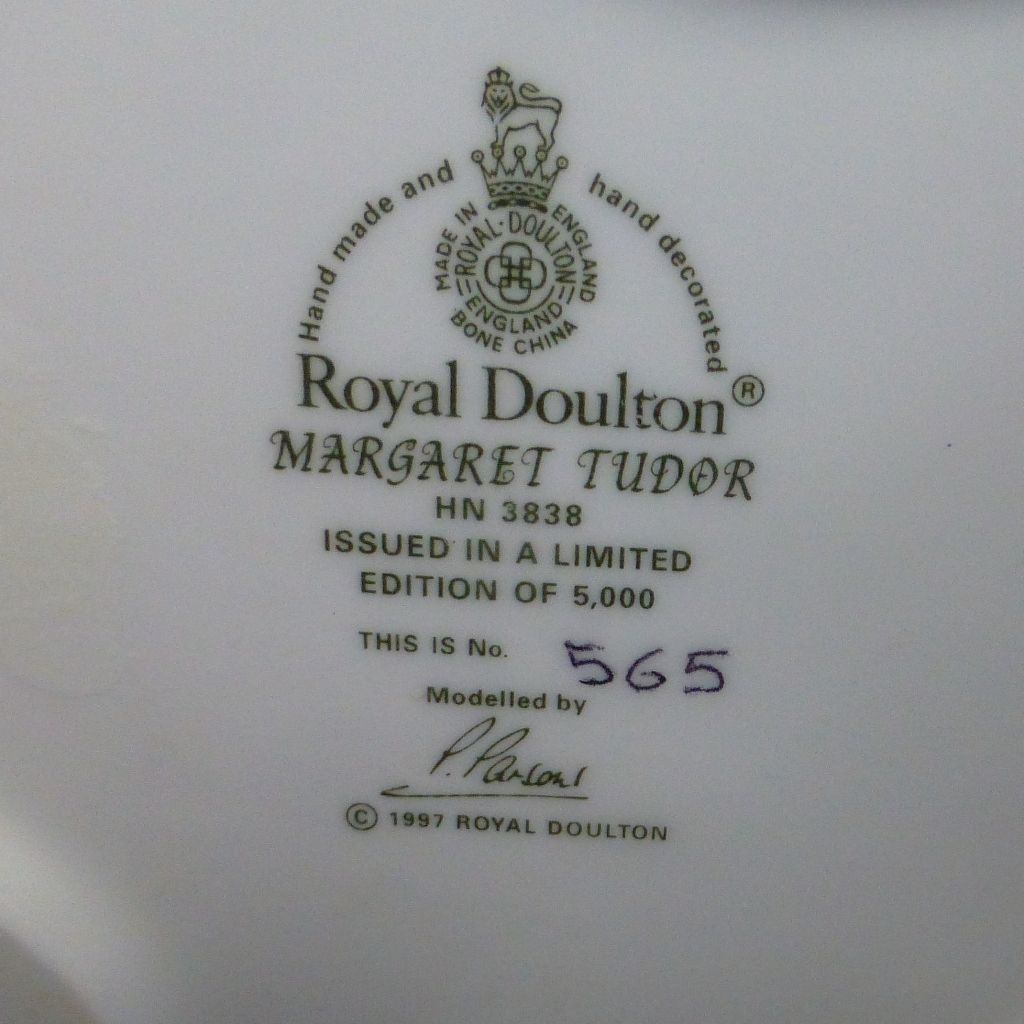 Hand made and hand decorated
MADE IN ENGLAND
ROYAL·DOULTON
ENGLAND
BONE CHINA
Royal Doulton®
MARGARET TUDOR
HN 3838
ISSUED IN A LIMITED
EDITION OF 5,000
THIS IS No. 565
Modelled by
P. Parsons
© 1997 ROYAL DOULTON